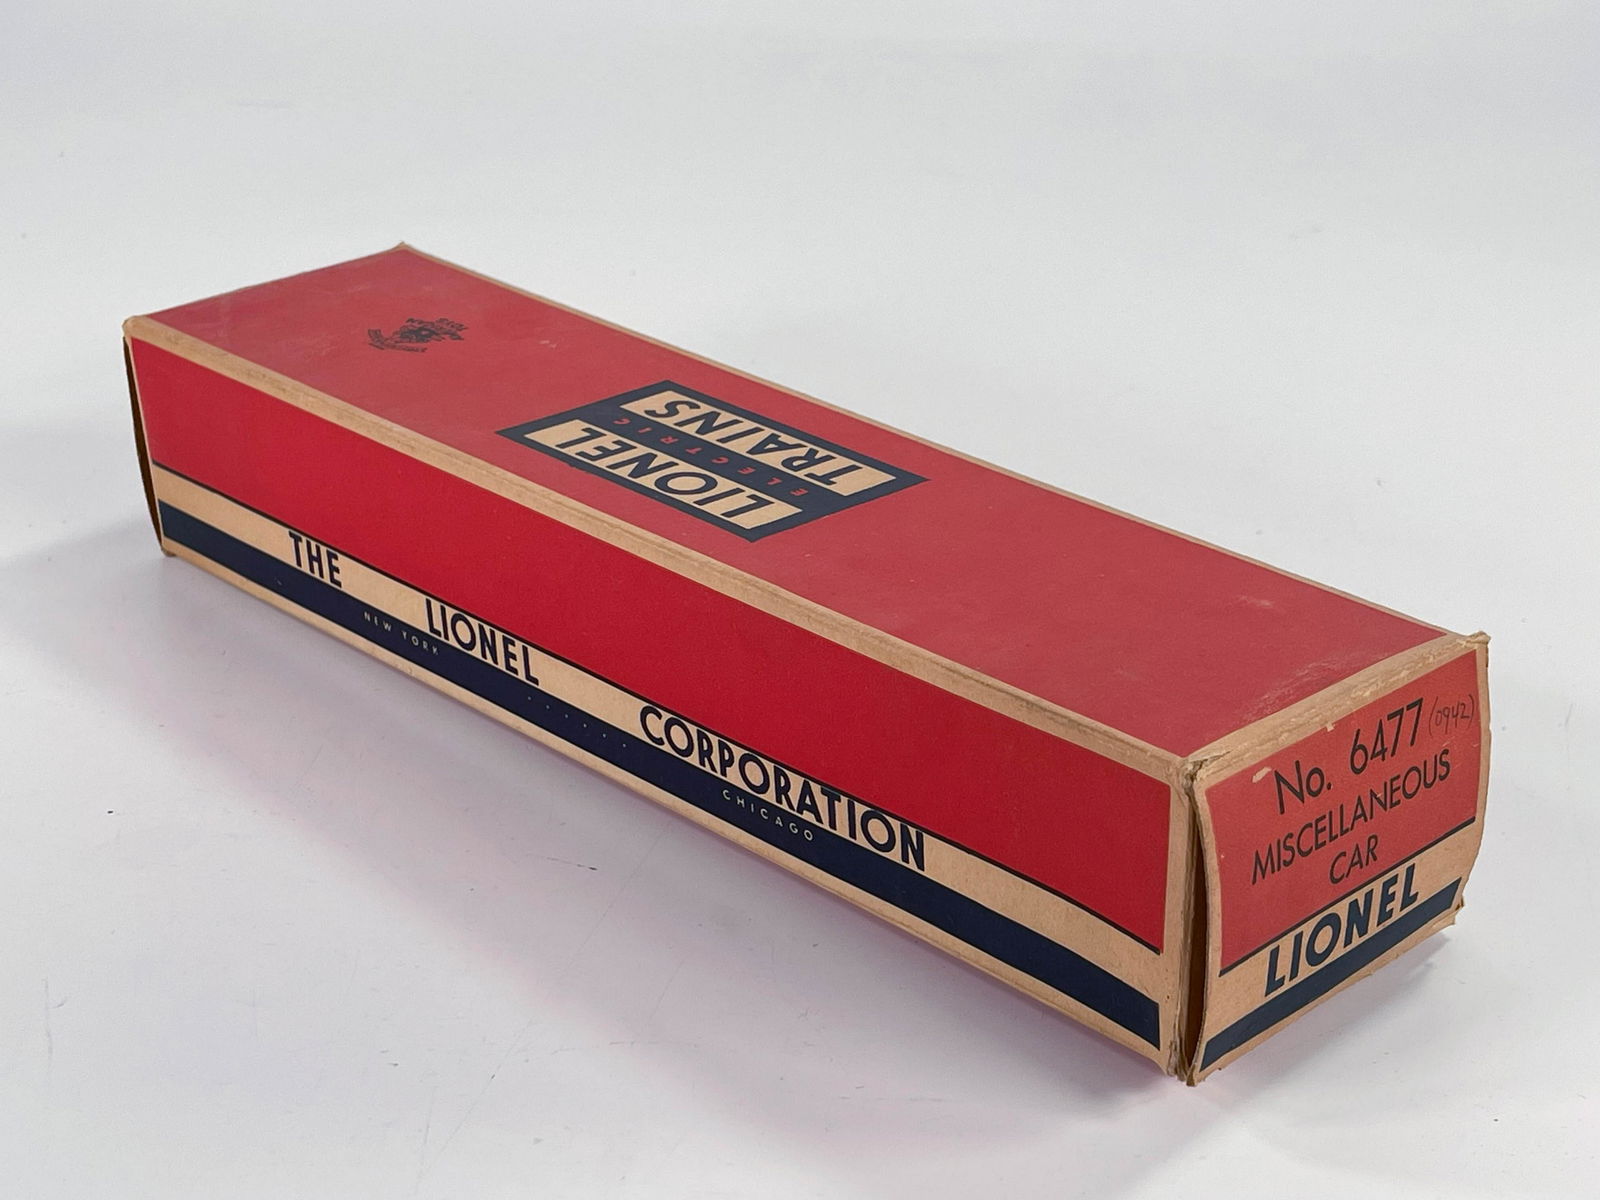 LIONEL
ELECTRIC
TRAINS
THE LIONEL CORPORATION
NEW YORK . . . . . . CHICAGO
No. 6477 (0942)
MISCELLANEOUS
CAR
LIONEL